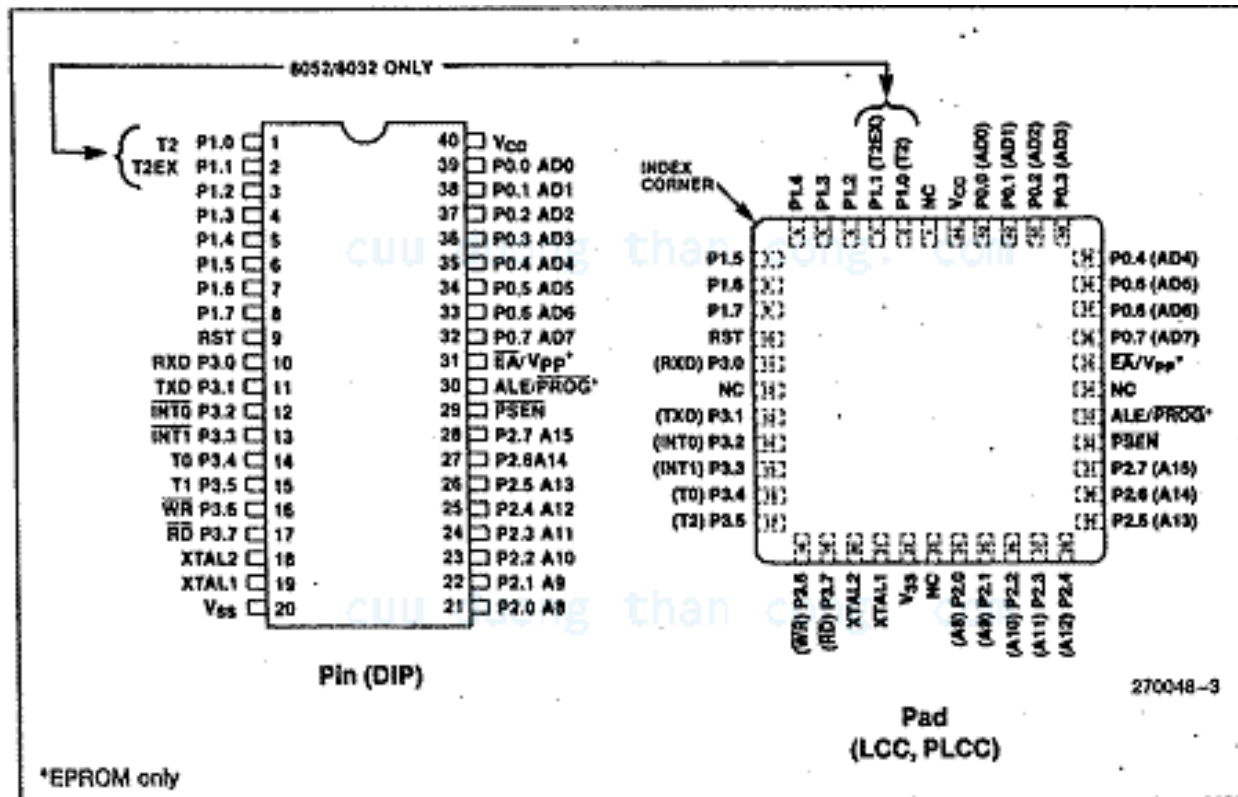 8052/8032 ONLY
T2 P1.0 1
T2EX P1.1 2
P1.2 3
P1.3 4
P1.4 5
P1.5 6
P1.6 7
P1.7 8
RST 9
RXD P3.0 10
TXD P3.1 11
INT0 P3.2 12
INT1 P3.3 13
T0 P3.4 14
T1 P3.5 15
WR P3.6 16
RD P3.7 17
XTAL2 18
XTAL1 19
VSS 20
40 VCC
39 P0.0 AD0
38 P0.1 AD1
37 P0.2 AD2
36 P0.3 AD3
35 P0.4 AD4
34 P0.5 AD5
33 P0.6 AD6
32 P0.7 AD7
31 EA/VPP*
30 ALE/PROG*
29 PSEN
28 P2.7 A15
27 P2.6A14
26 P2.5 A13
25 P2.4 A12
24 P2.3 A11
23 P2.2 A10
22 P2.1 A9
21 P2.0 A8
Pin (DIP)
INDEX
CORNER
P1.4
P1.3
P1.2
P1.1 (T2EX)
P1.0 (T2)
NC
VCC
P0.0 (AD0)
P0.1 (AD1)
P0.2 (AD2)
P0.3 (AD3)
P1.5
P1.6
P1.7
RST
(RXD) P3.0
NC
(TXD) P3.1
(INT0) P3.2
(INT1) P3.3
(T0) P3.4
P3.5
P0.4 (AD4)
(AD5)
P0.6 (AD6)
P0.7 (AD7)
EA/VPP*
NC
ALE/PROG*
PSEN
P2.7 (A15)
P2.6 (A14)
P2.5 (A13)
(WR) P3.6
(RD) P3.7
XTAL2
XTAL1
VSS
NC
(A8) P2.0
(A9) P2.1
(A10) P2.2
(A11) P2.3
(A12) P2.4
270048-3
Pad
(LCC, PLCC)
*EPROM only
cuu duong than cong. com
cuu duong than cong. com